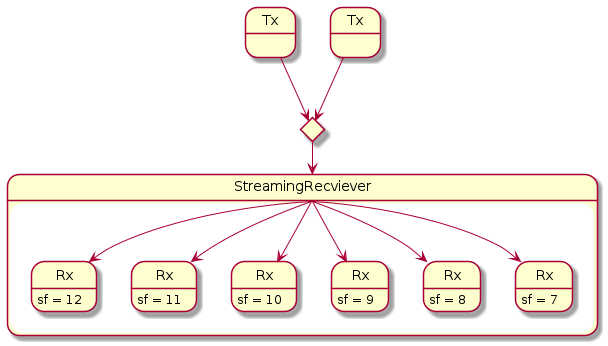 Tx Tx
StreamingRecviever
Rx Rx Rx Rx Rx Rx
sf = 12 sf = 11 sf = 10 sf = 9 sf = 8 sf = 7